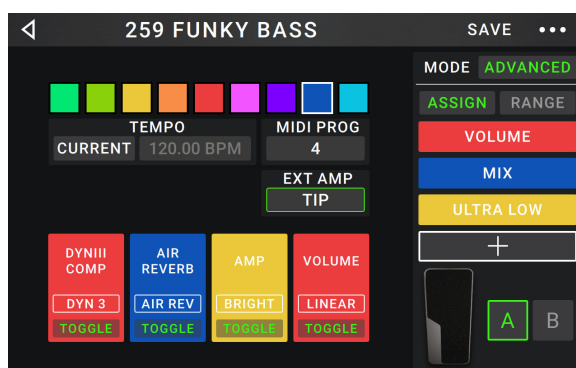 259 FUNKY BASS
SAVE
MODE ADVANCED
ASSIGN RANGE
TEMPO
CURRENT 120.00 BPM
MIDI PROG
4
EXT AMP
TIP
VOLUME
MIX
ULTRA LOW
+
DYNIII
COMP
DYN 3
TOGGLE
AIR
REVERB
AIR REV
TOGGLE
AMP
BRIGHT
TOGGLE
VOLUME
LINEAR
TOGGLE
A B